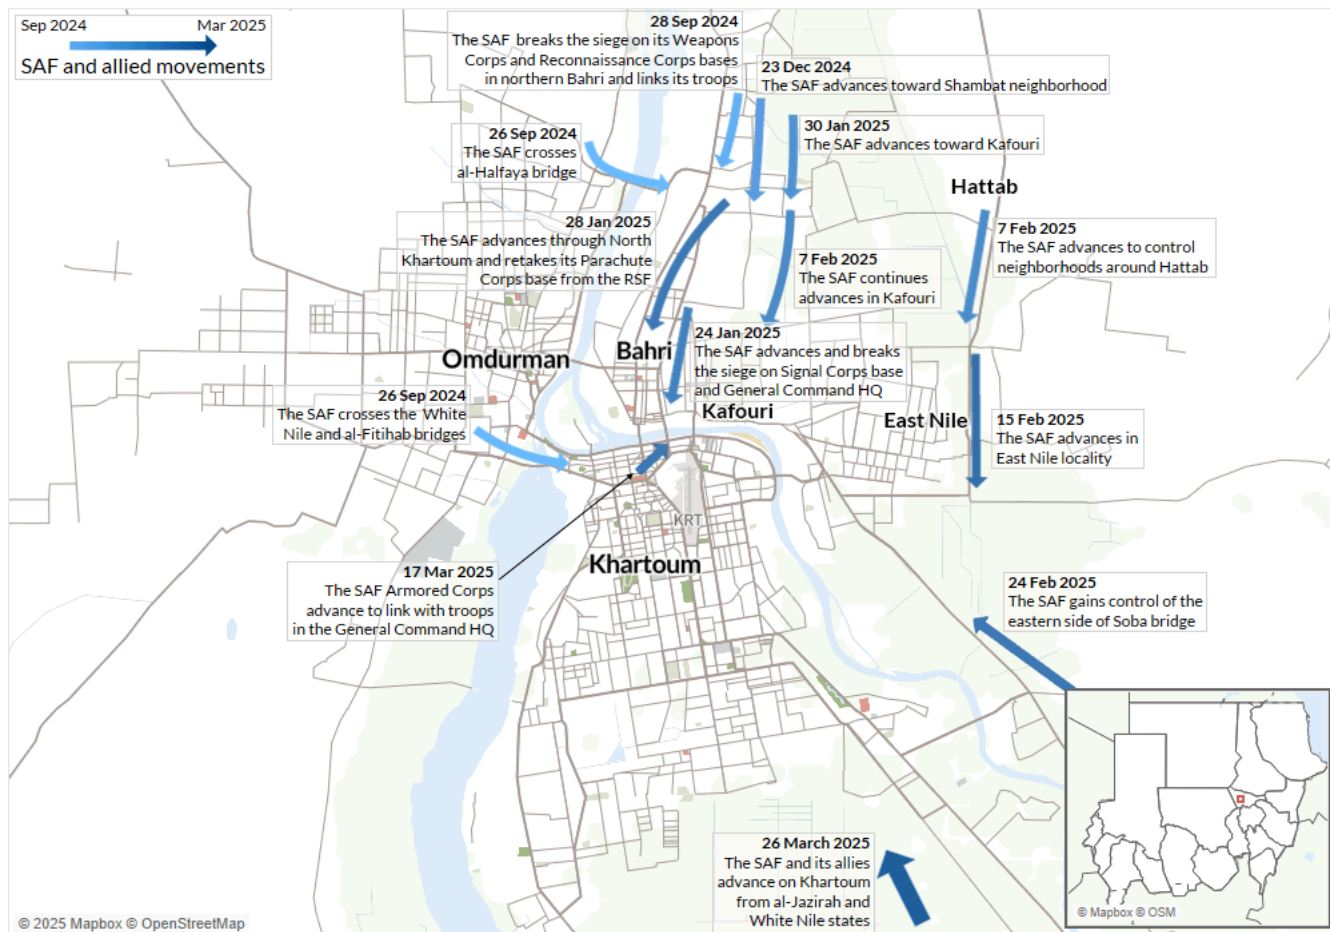 Sep 2024
Mar 2025
SAF and allied movements
28 Sep 2024
The SAF breaks the siege on its Weapons
Corps and Reconnaissance Corps bases
in northern Bahri and links its troops
23 Dec 2024
The SAF advances toward Shambat neighborhood
26 Sep 2024
The SAF crosses
al-Halfaya bridge
30 Jan 2025
The SAF advances toward Kafouri
Hattab
28 Jan 2025
The SAF advances through North
Khartoum and retakes its Parachute
Corps base from the RSF
7 Feb 2025
The SAF advances to control
neighborhoods around Hattab
7 Feb 2025
The SAF continues
advances in Kafouri
24 Jan 2025
The SAF advances and breaks
the siege on Signal Corps base
and General Command HQ
Omdurman
Bahri
26 Sep 2024
The SAF crosses the White
Nile and al-Fitihab bridges
Kafouri
East Nile
15 Feb 2025
The SAF advances in
East Nile locality
KRT
Khartoum
17 Mar 2025
The SAF Armored Corps
advance to link with troops
in the General Command HQ
24 Feb 2025
The SAF gains control of the
eastern side of Soba bridge
26 March 2025
The SAF and its allies
advance on Khartoum
from al-Jazirah and
White Nile states
© Mapbox © OSM
© 2025 Mapbox © OpenStreetMap